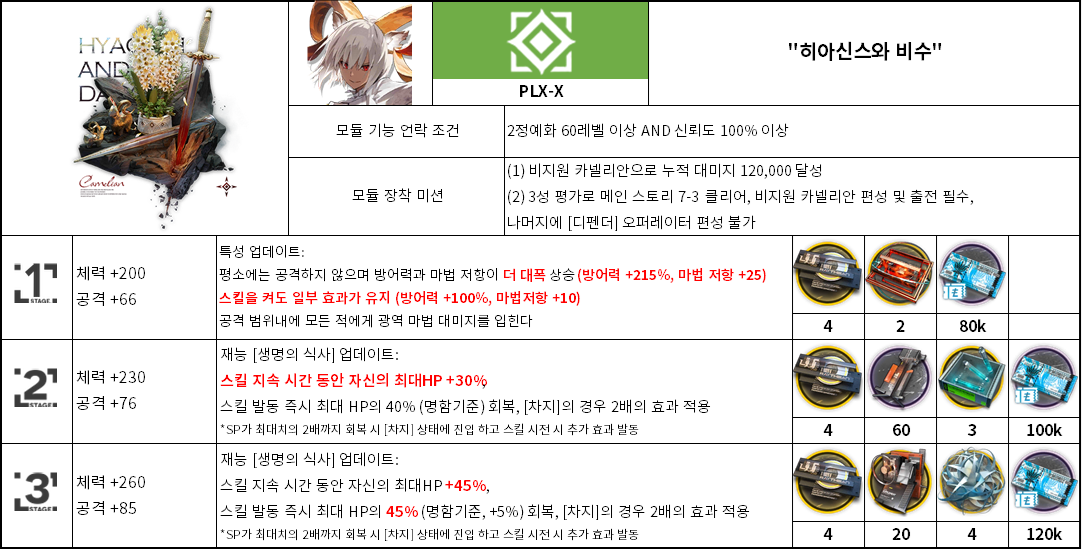 HYAC
AND
DA
Camelian
PLX-X
"히아신스와 비수"
모듈 기능 언락 조건
2정예화 60레벨 이상 AND 신뢰도 100% 이상
모듈 장착 미션
(1) 비지원 카넬리안으로 누적 대미지 120,000 달성
(2) 3성 평가로 메인 스토리 7-3 클리어, 비지원 카넬리안 편성 및 출전 필수,
나머지에 [디펜더] 오퍼레이터 편성 불가
1
STAGE
체력 +200
공격 +66
특성 업데이트:
평소에는 공격하지 않으며 방어력과 마법 저항이 더 대폭 상승 (방어력 +215%, 마법 저항 +25)
스킬을 켜도 일부 효과가 유지 (방어력 +100%, 마법저항 +10)
공격 범위내에 모든 적에게 광역 마법 대미지를 입힌다
4
2
80k
2
STAGE
체력 +230
공격 +76
재능 [생명의 식사] 업데이트:
스킬 지속 시간 동안 자신의 최대HP +30%,
스킬 발동 즉시 최대 HP의 40% (명함기준) 회복, [차지]의 경우 2배의 효과 적용
*SP가 최대치의 2배까지 회복 시 [차지] 상태에 진입 하고 스킬 시전 시 추가 효과 발동
4
60
3
100k
3
STAGE
체력 +260
공격 +85
재능 [생명의 식사] 업데이트:
스킬 지속 시간 동안 자신의 최대HP +45%,
스킬 발동 즉시 최대 HP의 45% (명함기준, +5%) 회복, [차지]의 경우 2배의 효과 적용
*SP가 최대치의 2배까지 회복 시 [차지] 상태에 진입 하고 스킬 시전 시 추가 효과 발동
4
20
4
120k